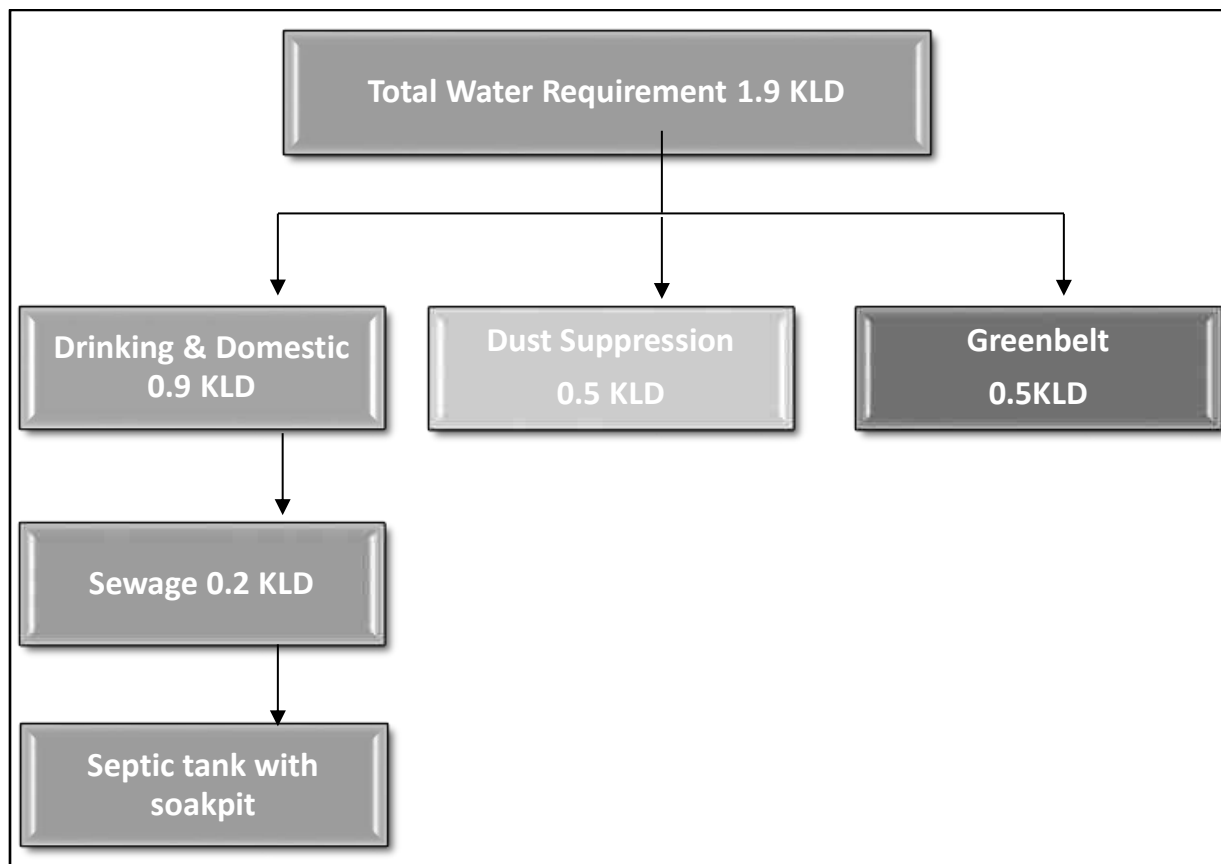 Total Water Requirement 1.9 KLD
Drinking & Domestic
0.9 KLD
Dust Suppression
0.5 KLD
Greenbelt
0.5KLD
Sewage 0.2 KLD
Septic tank with
soakpit